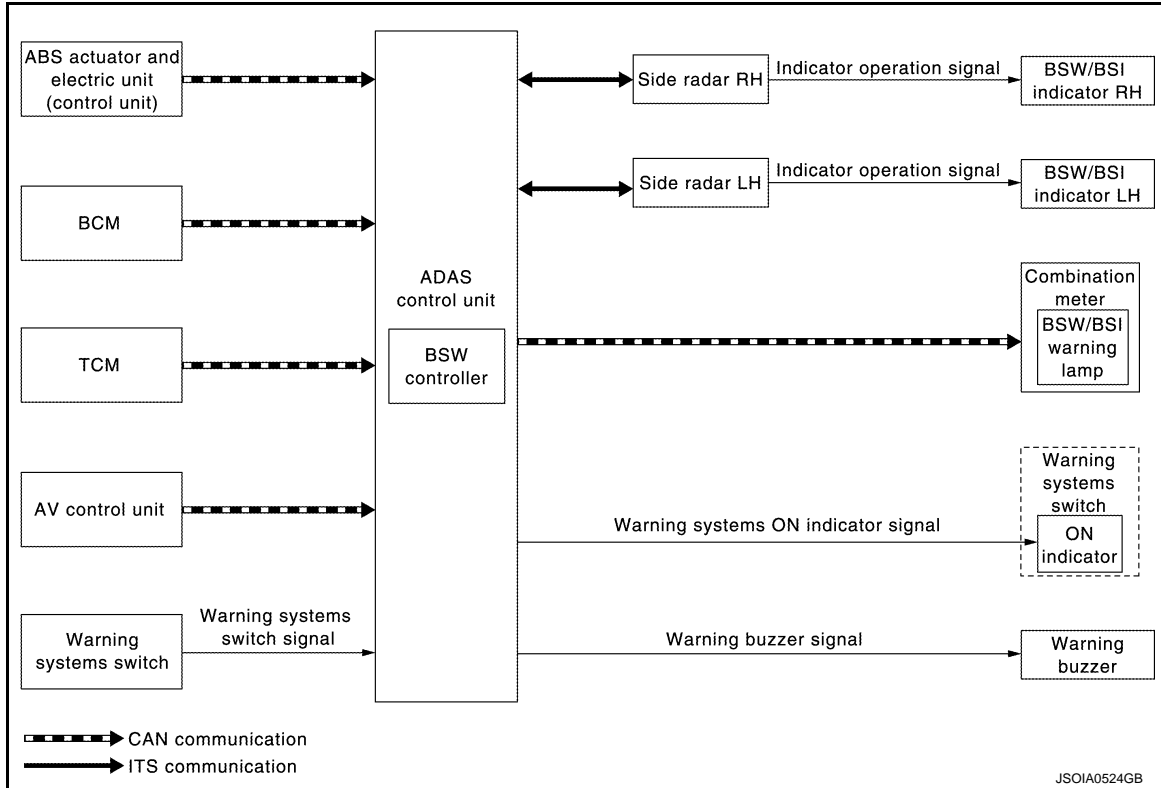 ABS actuator and
electric unit
(control unit)
BCM
TCM
AV control unit
Warning
systems switch
Warning systems
switch signal
ADAS
control unit
BSW
controller
Side radar RH
Indicator operation signal
BSW/BSI
indicator RH
Side radar LH
Indicator operation signal
BSW/BSI
indicator LH
Combination
meter
BSW/BSI
warning
lamp
Warning systems ON indicator signal
Warning
systems
switch
ON
indicator
Warning buzzer signal
Warning
buzzer
CAN communication
ITS communication
JSOIA0524GB